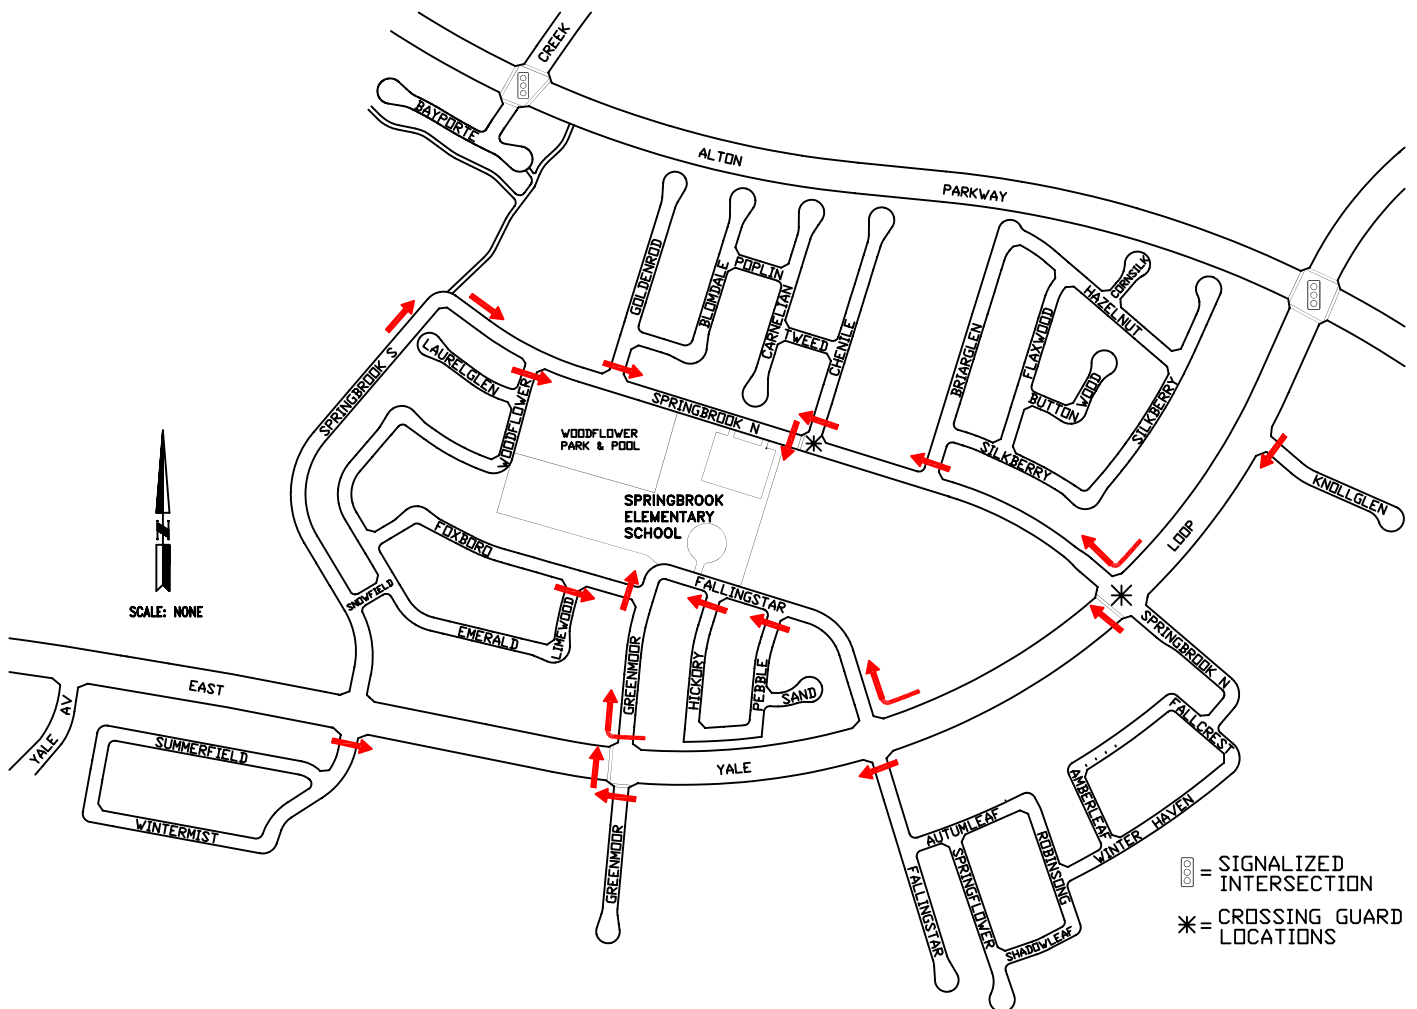 CREEK
BAYPORTE
ALTON
PARKWAY
GOLDENROD
BLOMDALE
POPLIN
CARNELIAN
TWEED
CHENILE
CORNSILK
HAZELNUT
BRIARGLEN
FLAXWOOD
BUTTON
WOOD
SILKBERRY
SILKBERRY
KNOLLGLEN
LAURELGLEN
SPRINGBROOK S
WOODFLOWER
SPRINGBROOK N
WOODFLOWER
PARK & POOL
SPRINGBROOK
ELEMENTARY
SCHOOL
LOOP
N
SCALE: NONE
FOXBORO
SNOWFIELD
EMERALD
LIMEWOOD
FALLINGSTAR
GREENMOOR
HICKORY
PEBBLE
SAND
SPRINGBROOK N
FALLCREST
EAST
YALE AV
SUMMERFIELD
WINTERMIST
YALE
GREENMOOR
AMBERLEAF
WINTER HAVEN
AUTUMLEAF
ROBINSONG
SPRINGFLOWER
FALLINGSTAR
SHADOWLEAF
= SIGNALIZED
INTERSECTION
= CROSSING GUARD
LOCATIONS